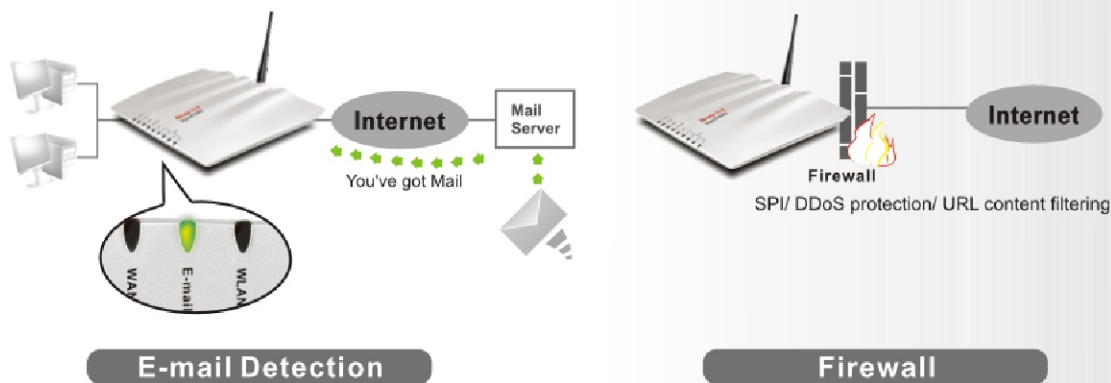 Internet
Mail
Server
You've got Mail
WAN
E-mail
WLAN
E-mail Detection
Internet
Firewall
SPI/ DDoS protection/ URL content filtering
Firewall